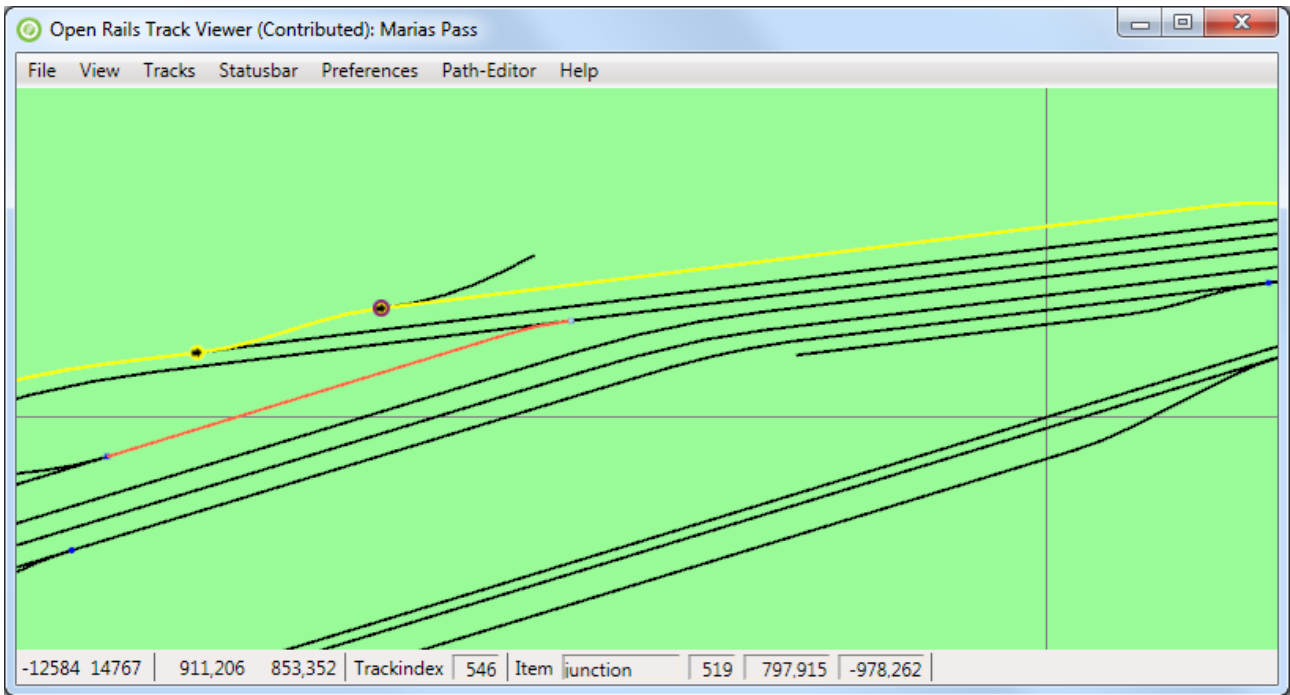 Open Rails Track Viewer (Contributed): Marias Pass
File View Tracks Statusbar Preferences Path-Editor Help
-12584 14767 911,206 853,352 Trackindex 546 Item junction 519 797,915 -978,262